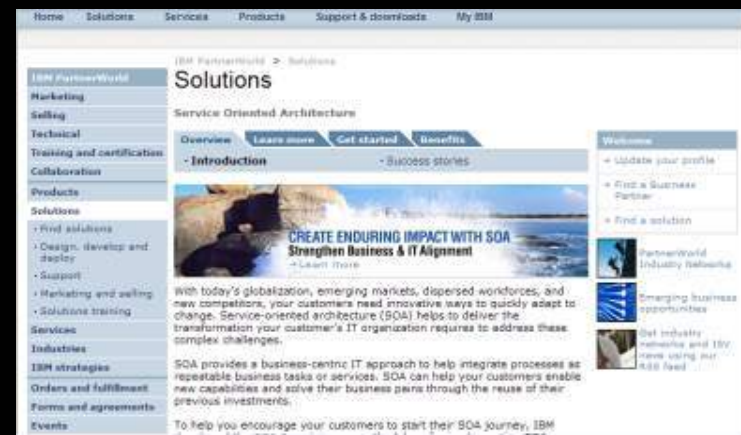 Home Solutions Services Products Support & downloads My IBM
IBM PartnerWorld > Solutions
Solutions
Service Oriented Architecture
IBM PartnerWorld
Marketing
Selling
Technical
Training and certification
Collaboration
Products
Solutions
· Find solutions
· Design, develop and
deploy
· Support
· Marketing and selling
· Solutions training
Services
Industries
IBM strategies
Orders and fulfillment
Forms and agreements
Events
Overview Learn more Get started Benefits
· Introduction · Success stories
CREATE ENDURING IMPACT WITH SOA
Strengthen Business & IT Alignment
→ Learn more
With today's globalization, emerging markets, dispersed workforces, and
new competitors, your customers need innovative ways to quickly adapt to
change. Service-oriented architecture (SOA) helps to deliver the
transformation your customer's IT organization requires to address these
complex challenges.
SOA provides a business-centric IT approach to help integrate processes as
repeatable business tasks or services. SOA can help your customers enable
new capabilities and solve their business pains through the reuse of their
previous investments.
To help you encourage your customers to start their SOA journey, IBM
Welcome
→ Update your profile
→ Find a Business
Partner
→ Find a solution
PartnerWorld
Industry Networks
Emerging business
opportunities
Get industry
networks and ISV
news using our
RSS feed